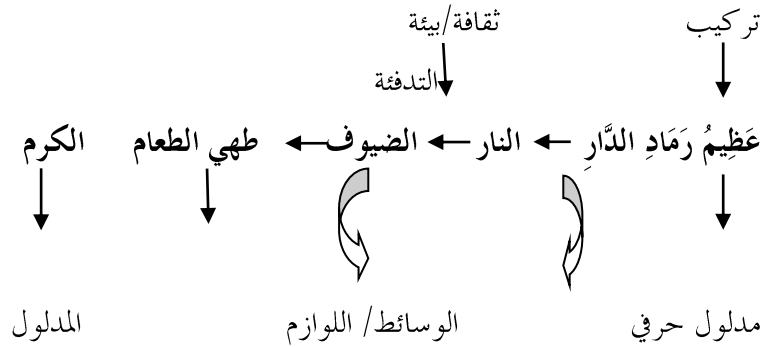 تركيب ثقافة/بيئة
التدفئة
عَظِيمُ رَمَادِ الدَّارِ النار الضيوف طهي الطعام الكرم
مدلول حرفي الوسائط/ اللوازم المدلول